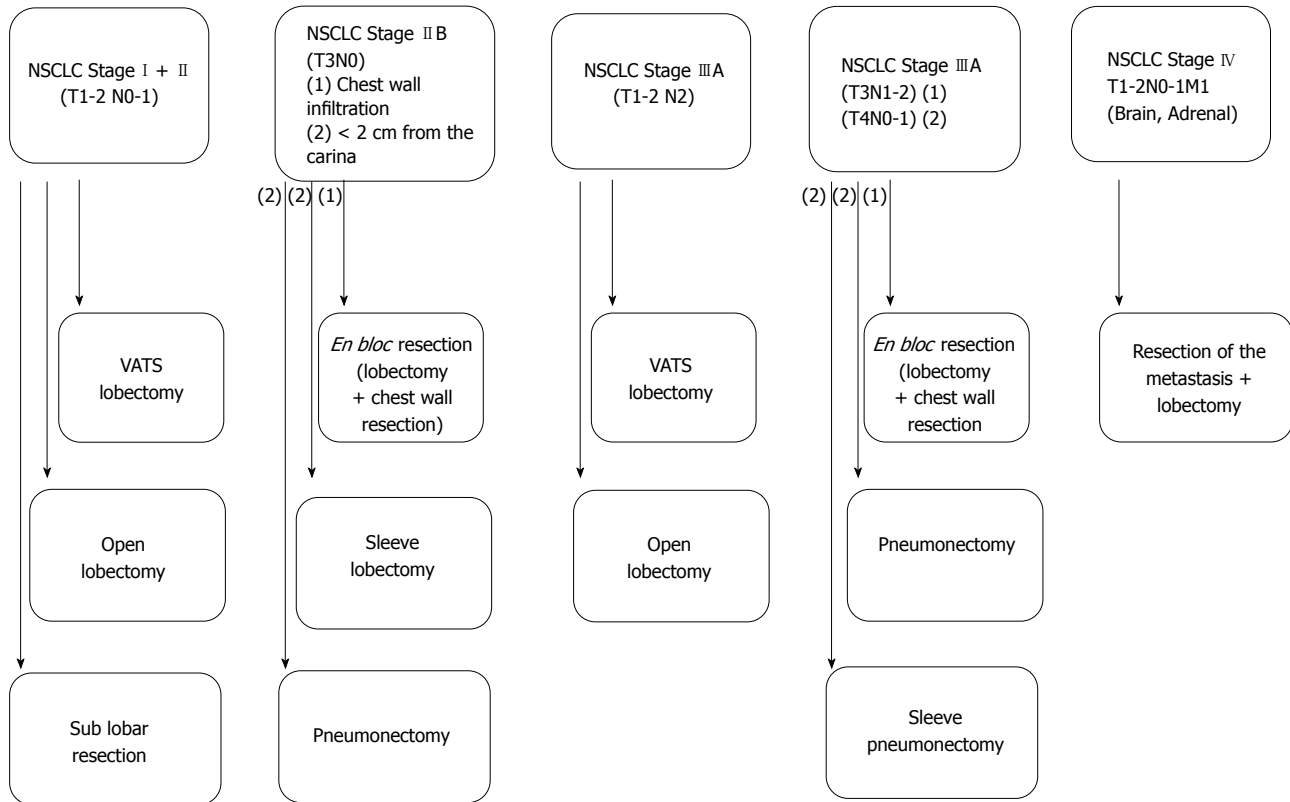 NSCLC Stage Ⅰ + Ⅱ
(T1-2 N0-1)
NSCLC Stage ⅡB
(T3N0)
(1) Chest wall
infiltration
(2) < 2 cm from the
carina
NSCLC Stage ⅢA
(T1-2 N2)
NSCLC Stage ⅢA
(T3N1-2) (1)
(T4N0-1) (2)
NSCLC Stage Ⅳ
T1-2N0-1M1
(Brain, Adrenal)
(2) (2) (1)
(2) (2) (1)
VATS
lobectomy
En bloc resection
(lobectomy
+ chest wall
resection)
VATS
lobectomy
En bloc resection
(lobectomy
+ chest wall
resection
Resection of the
metastasis +
lobectomy
Open
lobectomy
Sleeve
lobectomy
Open
lobectomy
Pneumonectomy
Sub lobar
resection
Pneumonectomy
Sleeve
pneumonectomy